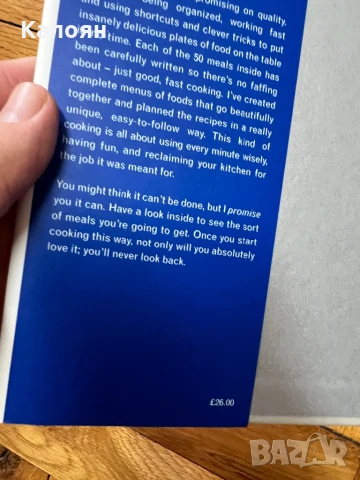 Калоян
promising on quality.
being organized, working fast
and using shortcuts and clever tricks to put
insanely delicious plates of food on the table
time. Each of the 50 meals inside has
been carefully written so there's no faffing
about – just good, fast cooking. I've created
complete menus of foods that go beautifully
together and planned the recipes in a really
unique, easy-to-follow way. This kind of
cooking is all about using every minute wisely,
having fun, and reclaiming your kitchen for
the job it was meant for.
You might think it can't be done, but I promise
you it can. Have a look inside to see the sort
of meals you're going to get. Once you start
cooking this way, not only will you absolutely
love it; you'll never look back.
£26.00
BAZAR